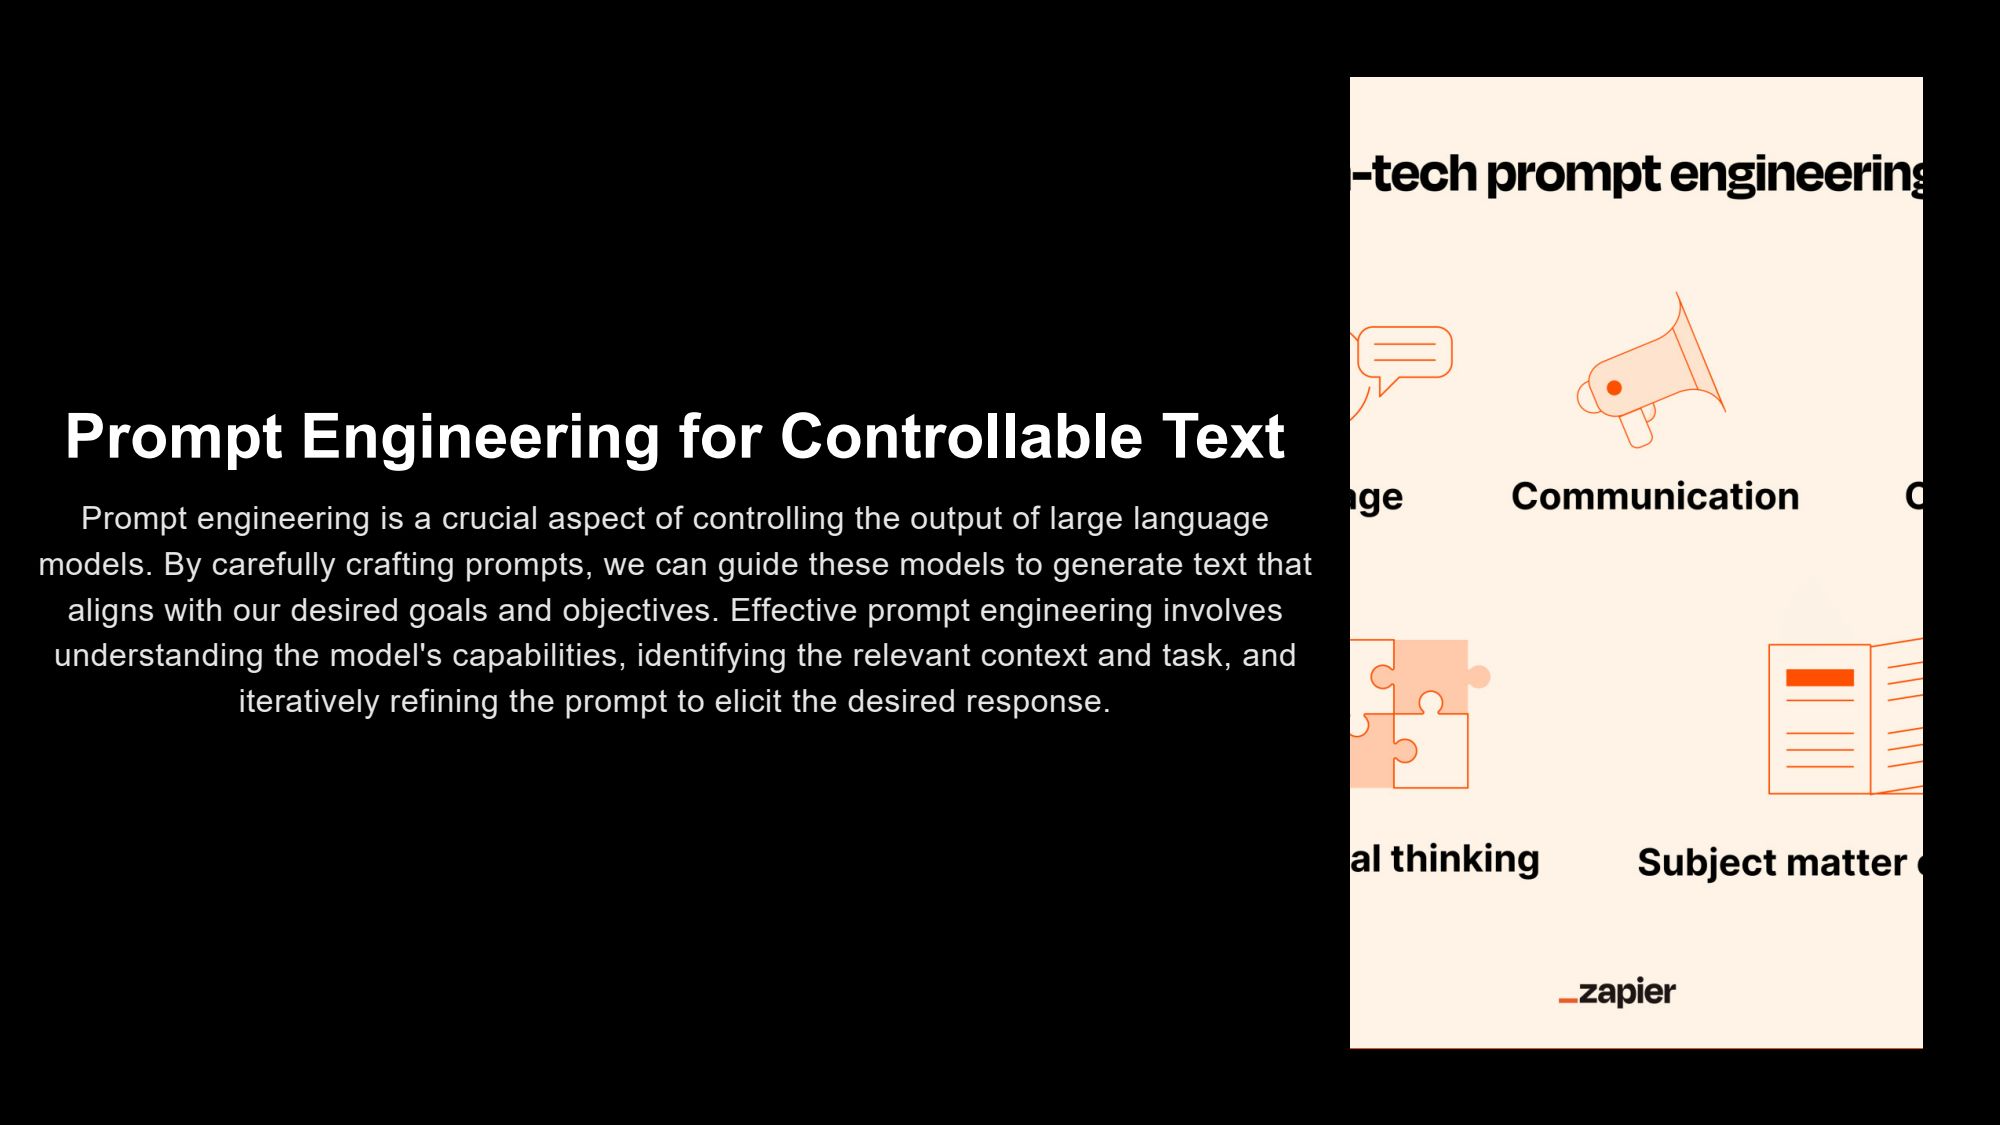 Prompt Engineering for Controllable Text
Prompt engineering is a crucial aspect of controlling the output of large language
models. By carefully crafting prompts, we can guide these models to generate text that
aligns with our desired goals and objectives. Effective prompt engineering involves
understanding the model's capabilities, identifying the relevant context and task, and
iteratively refining the prompt to elicit the desired response.
-tech prompt engineering
age
Communication
al thinking
Subject matter
_zapier